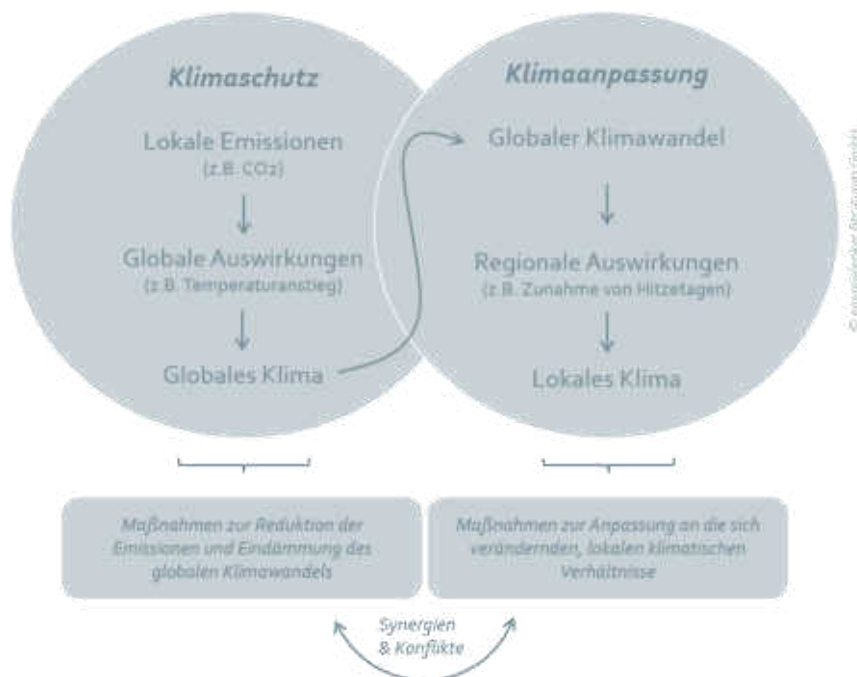 Klimaschutz
Lokale Emissionen
(z.B. CO2)
Globale Auswirkungen
(z.B. Temperaturanstieg)
Globales Klima
Klimaanpassung
Globaler Klimawandel
Regionale Auswirkungen
(z.B. Zunahme von Hitzetagen)
Lokales Klima
Maßnahmen zur Reduktion der
Emissionen und Eindämmung des
globalen Klimawandels
Maßnahmen zur Anpassung an die sich
verändernden, lokalen klimatischen
Verhältnisse
Synergien
& Konflikte